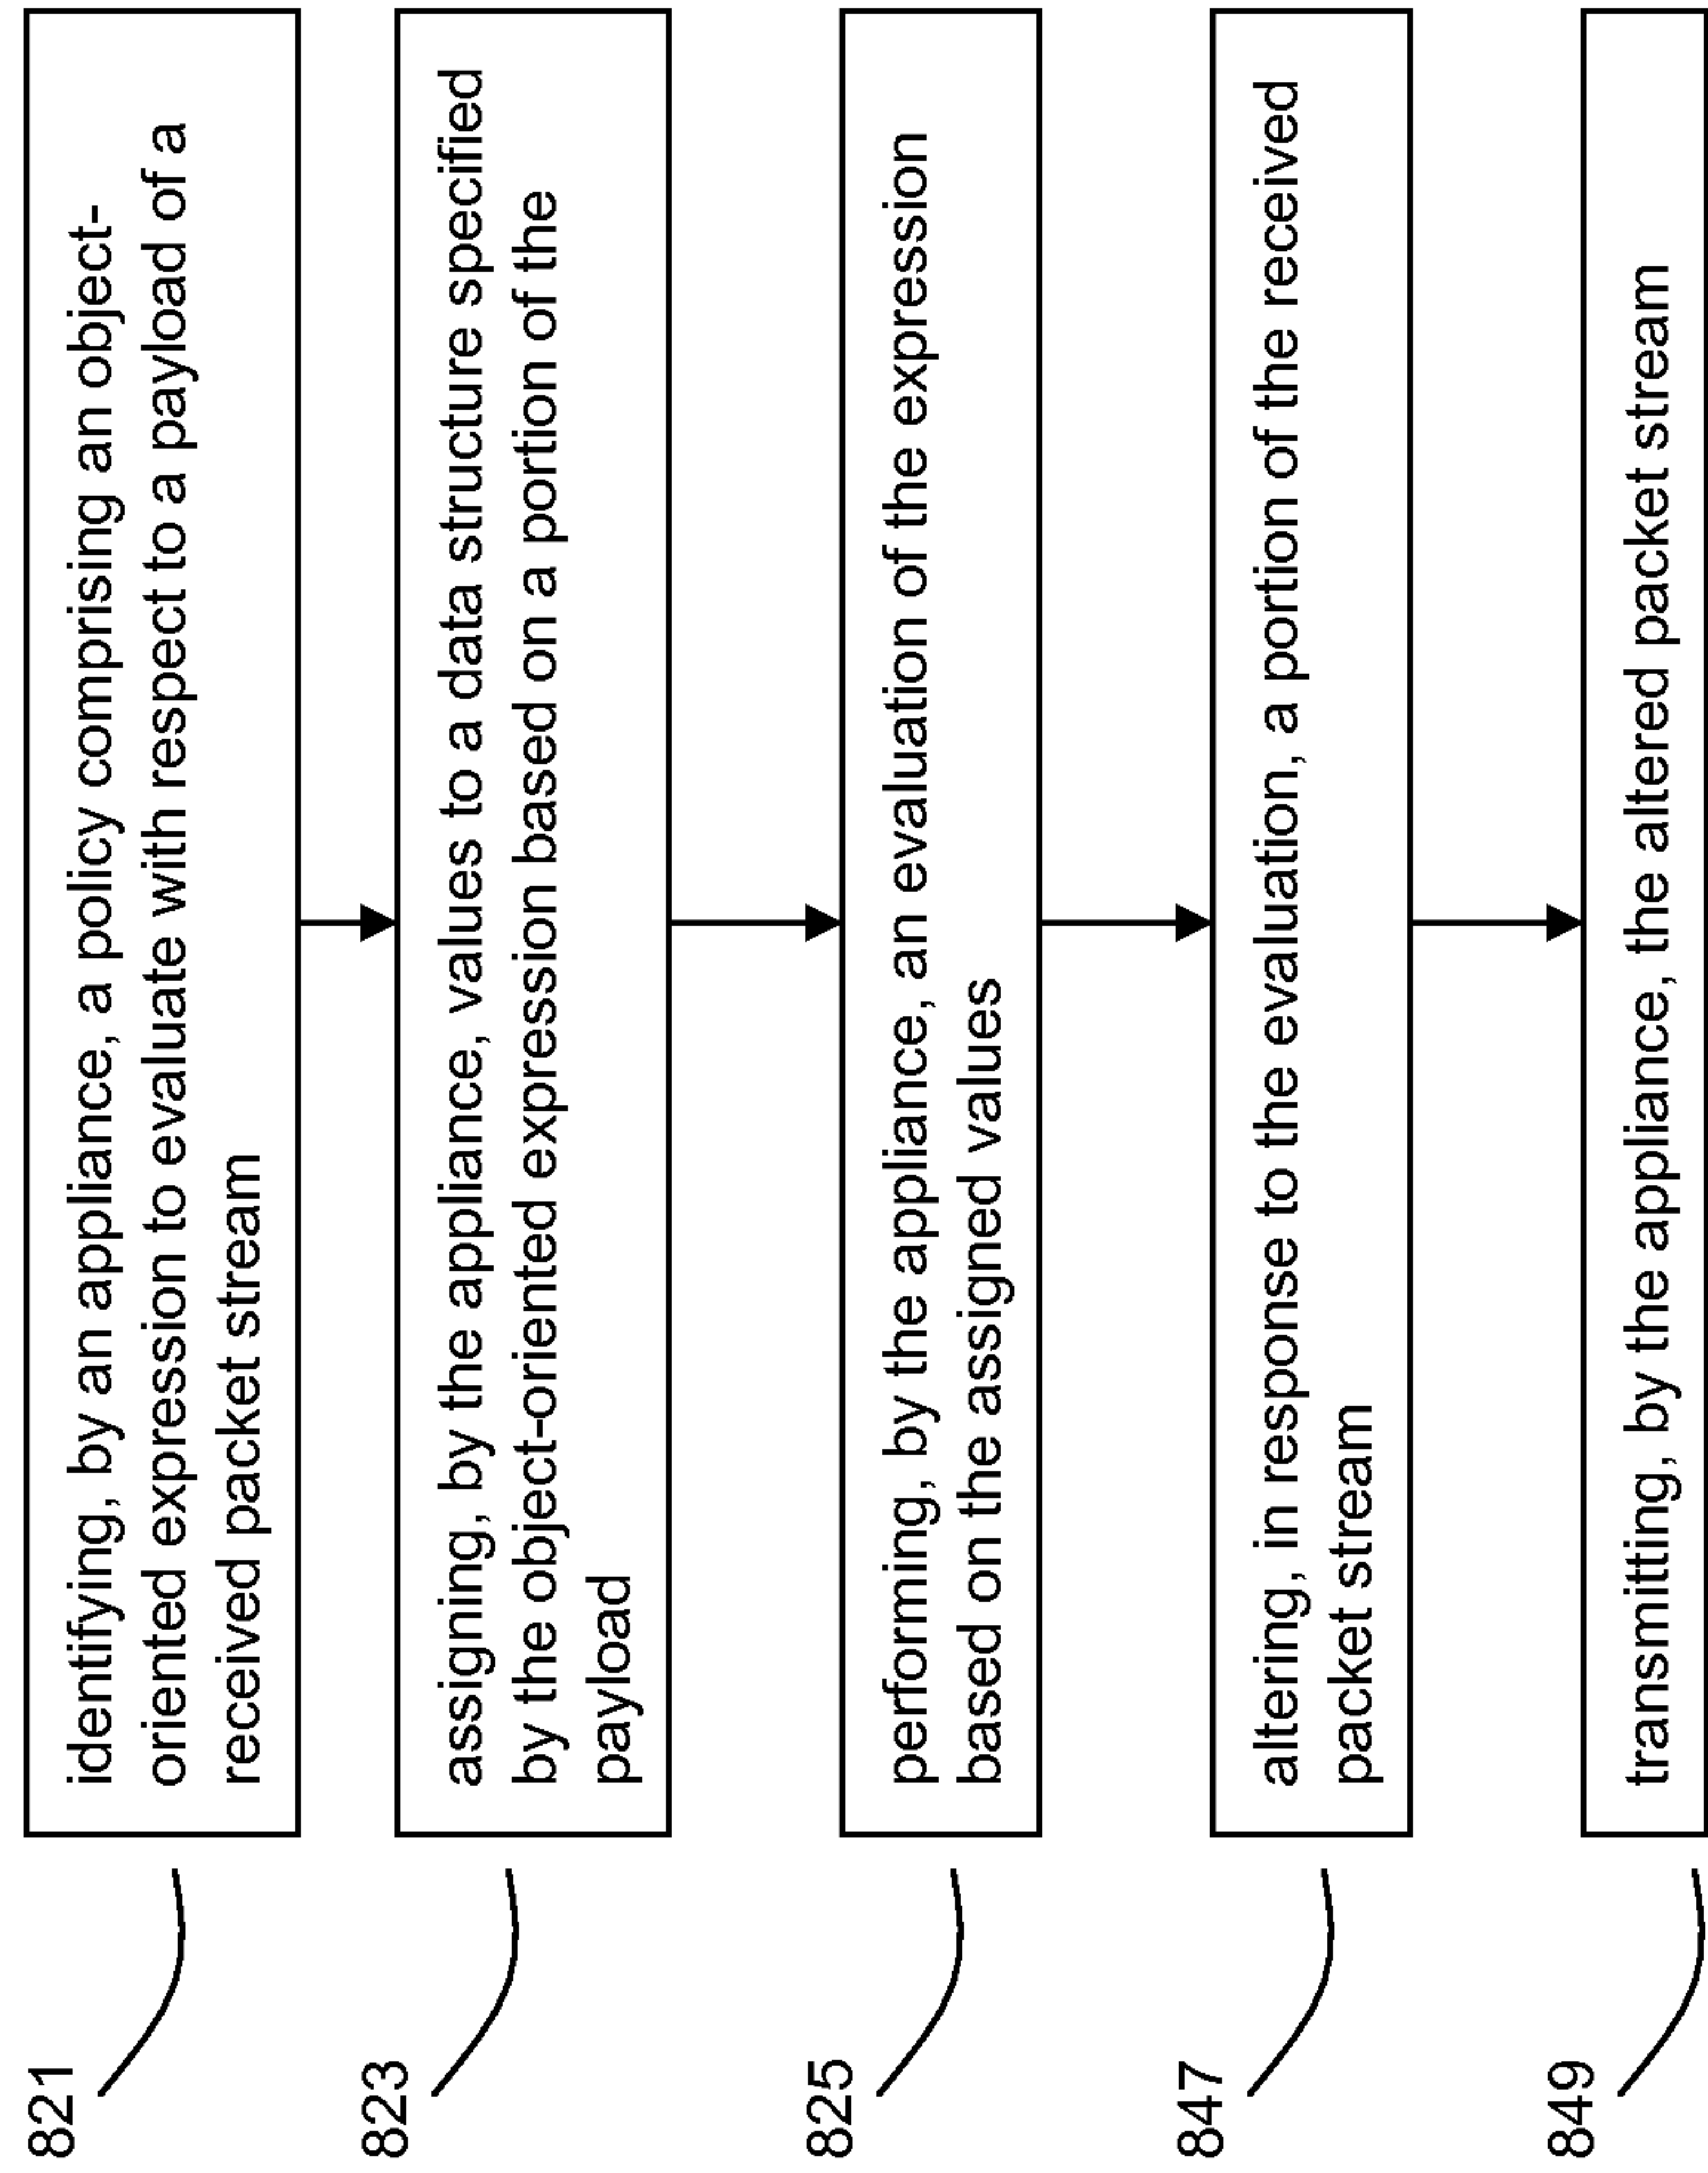 821
identifying, by an appliance, a policy comprising an object-
oriented expression to evaluate with respect to a payload of a
received packet stream
823
assigning, by the appliance, values to a data structure specified
by the object-oriented expression based on a portion of the
payload
825
performing, by the appliance, an evaluation of the expression
based on the assigned values
847
altering, in response to the evaluation, a portion of the received
packet stream
849
transmitting, by the appliance, the altered packet stream